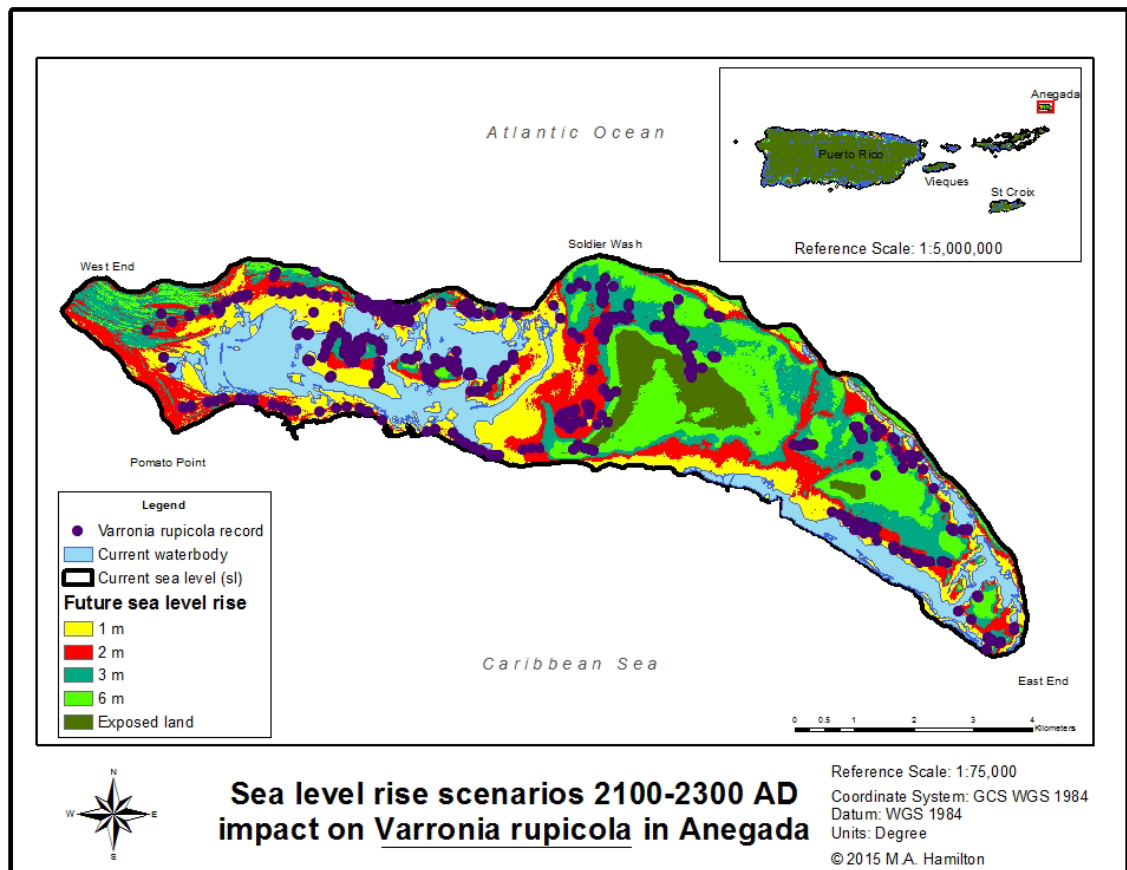 Anegada
Atlantic Ocean
Puerto Rico
Vieques
St Croix
Reference Scale: 1:5,000,000
Soldier Wash
West End
Pomato Point
Legend
Varronia rupicola record
Current waterbody
Current sea level (sl)
Future sea level rise
1 m
2 m
3 m
6 m
Exposed land
Caribbean Sea
East End
0 0.5 1 2 3 4
Kilometers
N
W E
S
Sea level rise scenarios 2100-2300 AD
impact on Varronia rupicola in Anegada
Reference Scale: 1:75,000
Coordinate System: GCS WGS 1984
Datum: WGS 1984
Units: Degree
© 2015 M.A. Hamilton